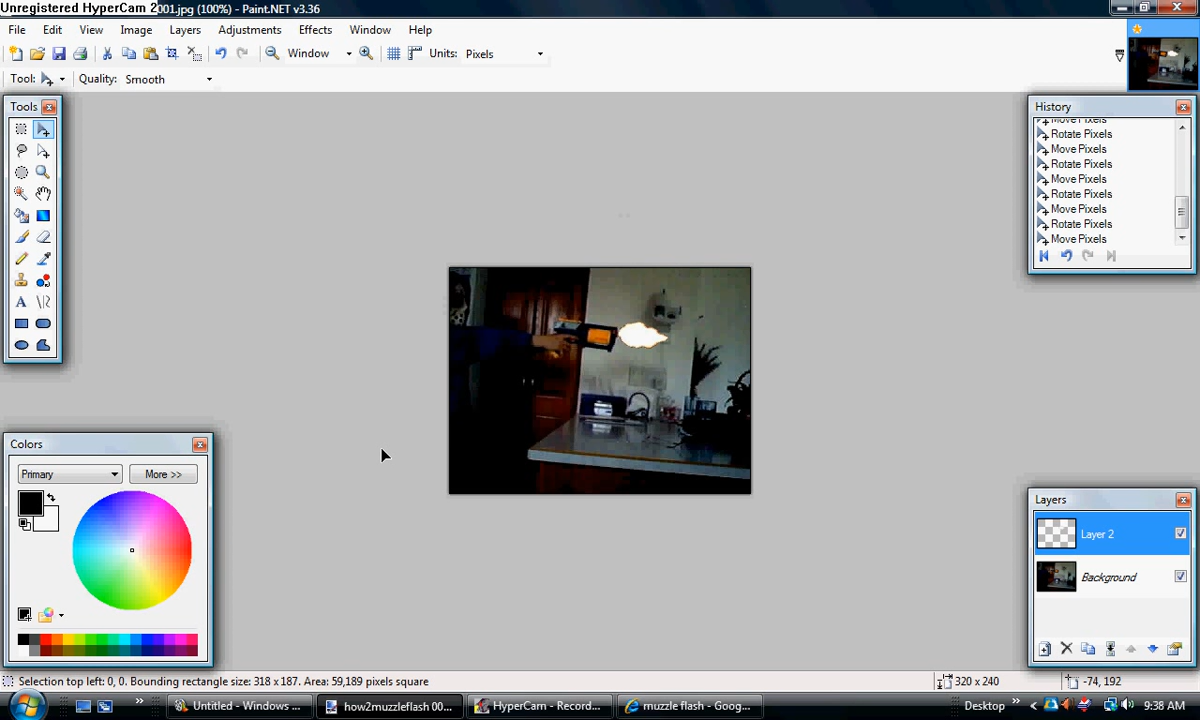 Unregistered HyperCam 2001.jpg (100%) - Paint.NET v3.36
File Edit View Image Layers Adjustments Effects Window Help
Window Units: Pixels
Tool: Quality: Smooth
Tools
History
Move Pixels
Rotate Pixels
Move Pixels
Rotate Pixels
Move Pixels
Rotate Pixels
Move Pixels
Rotate Pixels
Move Pixels
Colors
Primary More >>
Layers
Layer 2
Background
Selection top left: 0, 0. Bounding rectangle size: 318 x 187. Area: 59,189 pixels square
320 x 240
-74, 192
Untitled - Windows ...
how2muzzleflash 00...
HyperCam - Record...
muzzle flash - Goog...
Desktop
9:38 AM